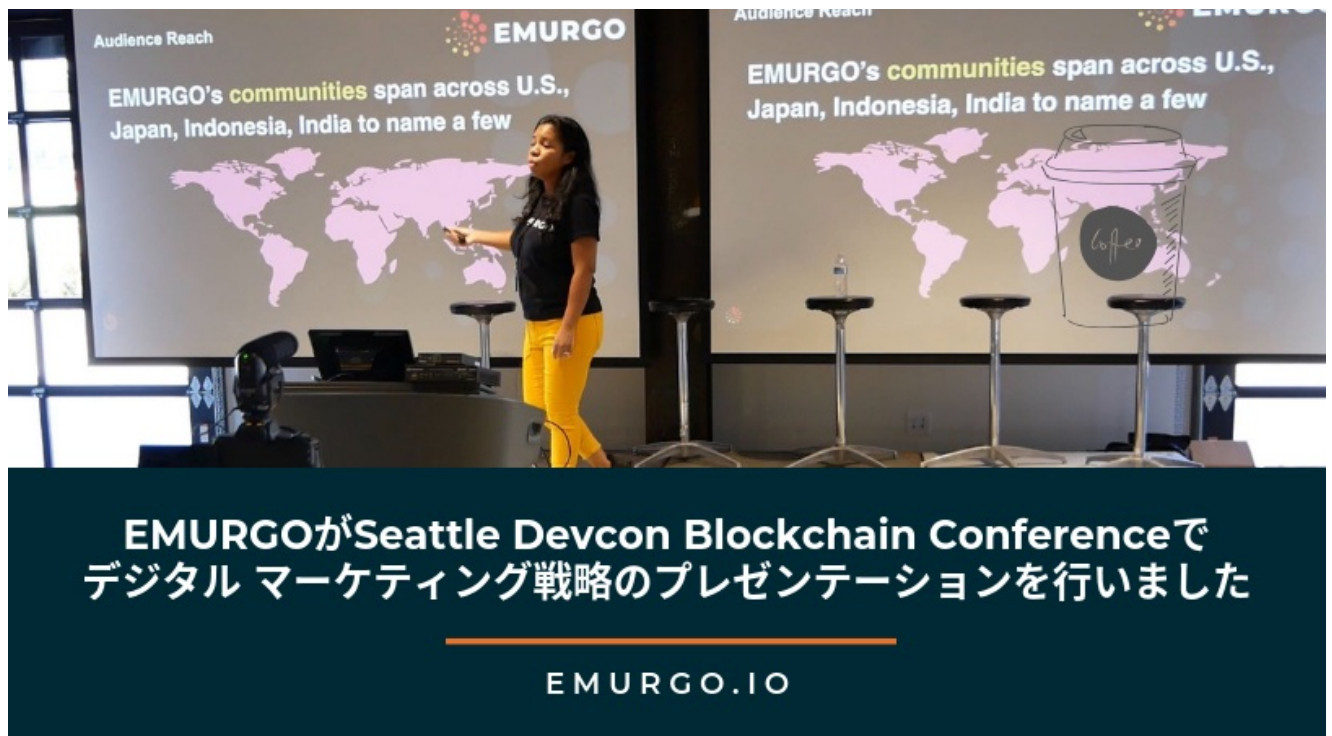 Audience Reach
EMURGO
EMURGO's communities span across U.S.,
Japan, Indonesia, India to name a few
Audience Reach
EMURGO
EMURGO's communities span across U.S.,
Japan, Indonesia, India to name a few
Coffee
EMURGOがSeattle Devcon Blockchain Conferenceで
デジタル マーケティング戦略のプレゼンテーションを行いました
EMURGO.IO